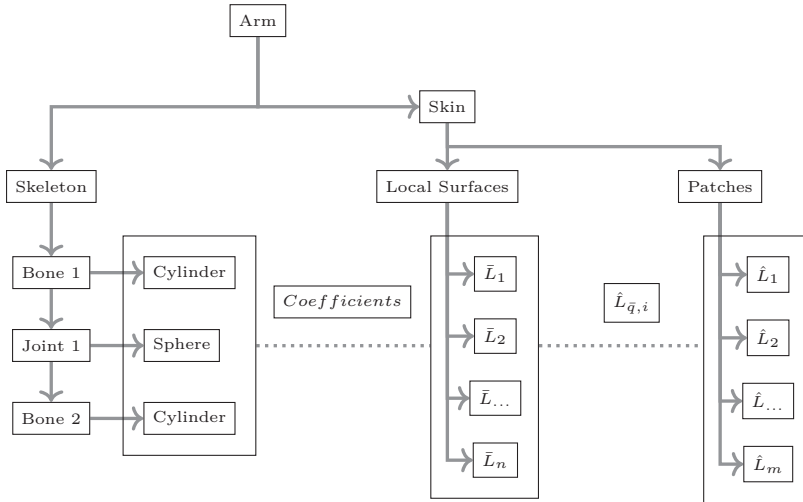 Arm
Skin
Skeleton
Local Surfaces
Patches
Bone 1
Cylinder
Coefficients
L̄₁
L̂_{q̄,i}
L̂₁
Joint 1
Sphere
L̄₂
L̂₂
Bone 2
Cylinder
L̄...
L̂...
L̄ₙ
L̂ₘ